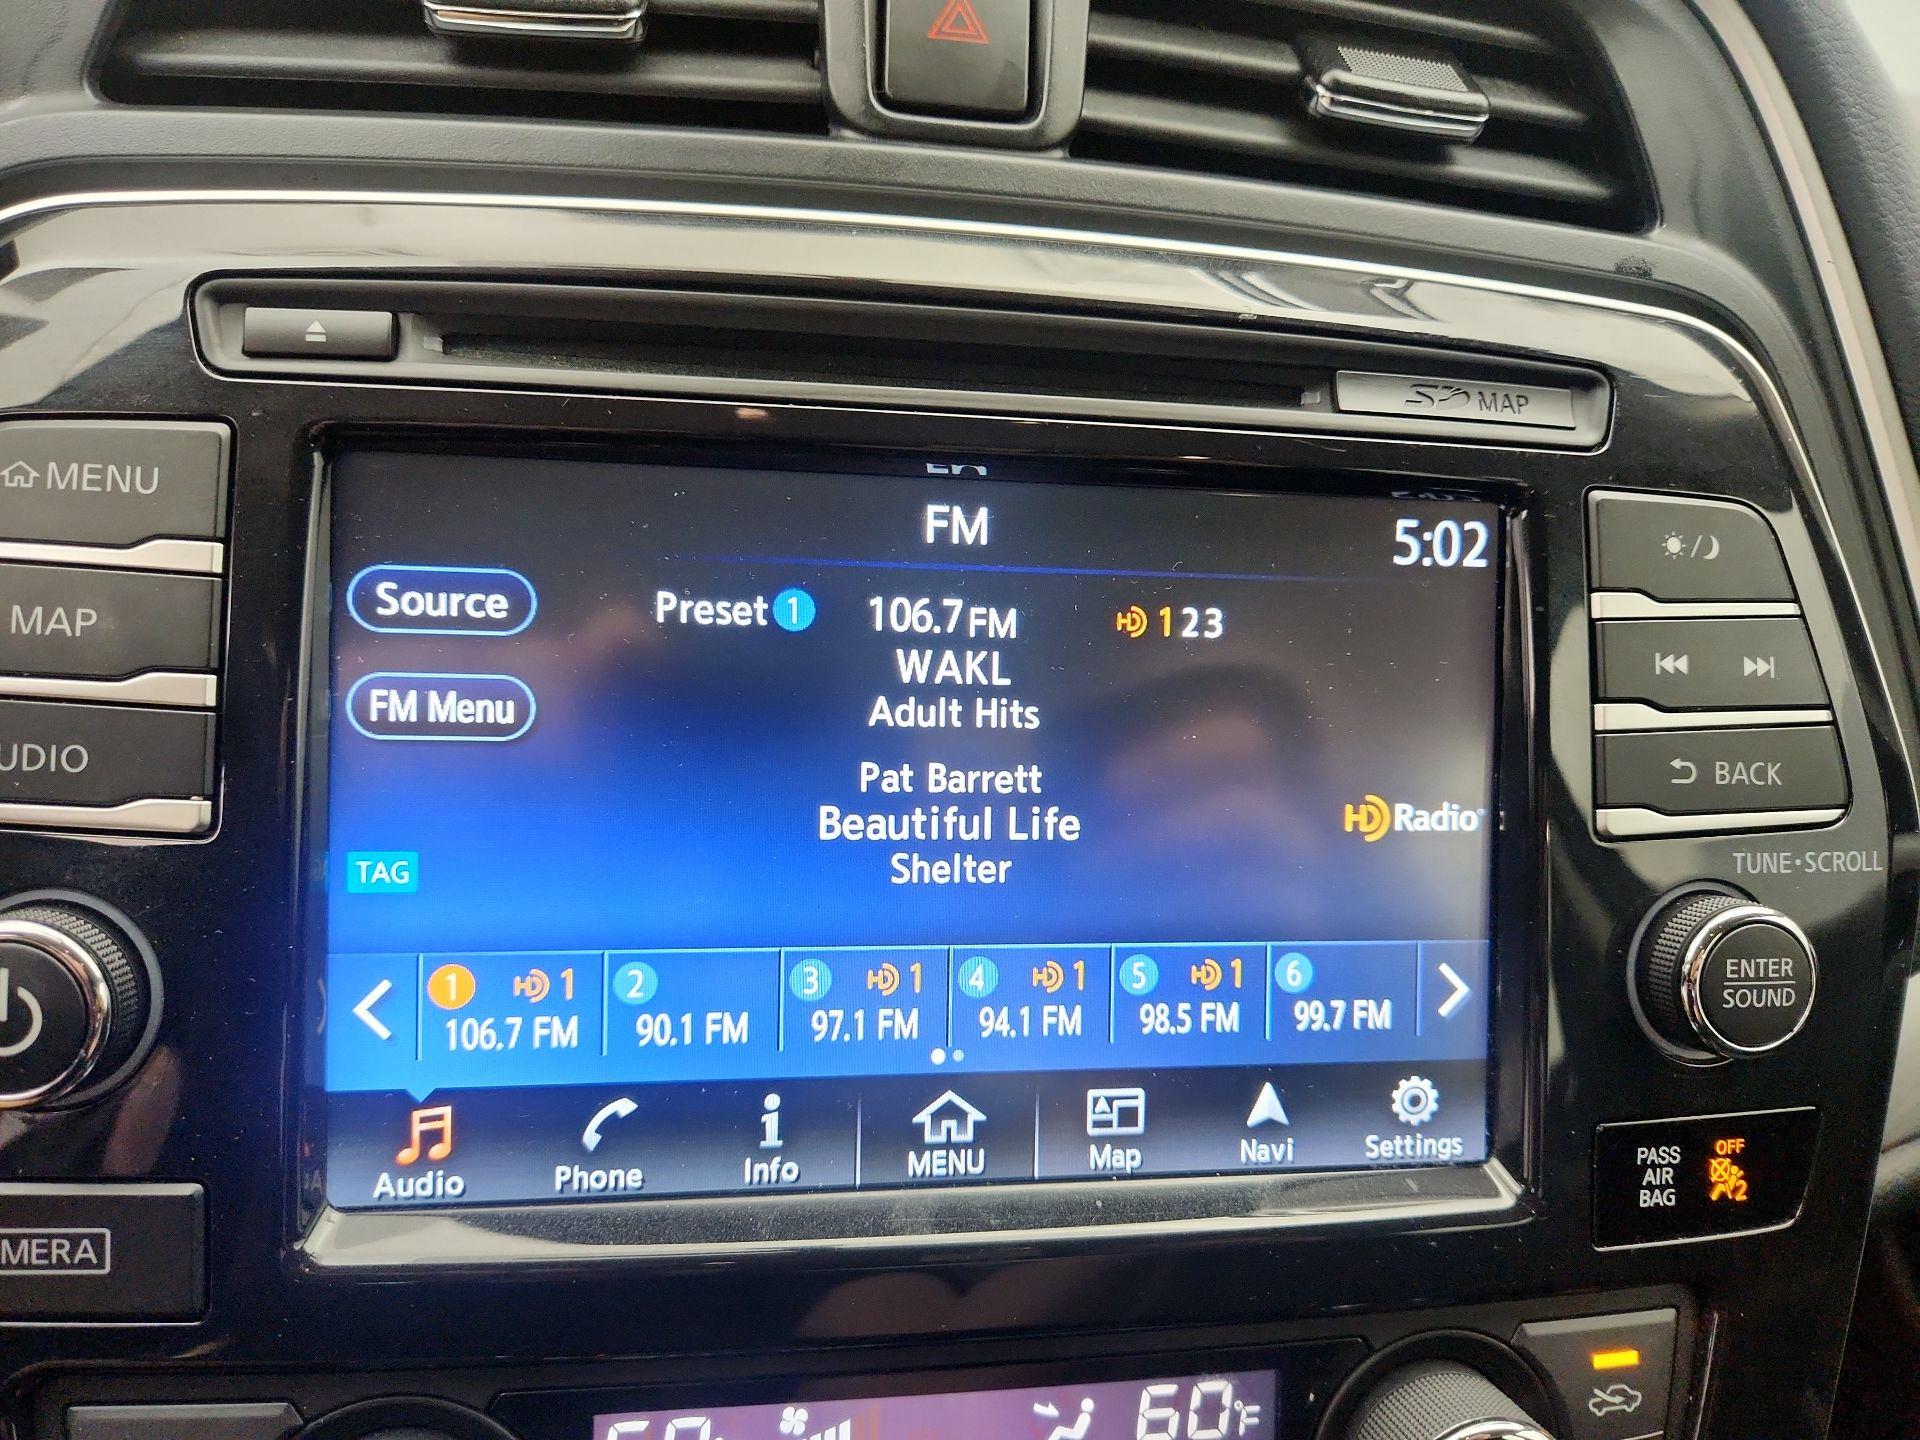 SD MAP
MENU
MAP
FM
5:02
Source
Preset 1
106.7 FM
HD 1 2 3
WAKL
Adult Hits
FM Menu
Pat Barrett
Beautiful Life
Shelter
HD Radio
TAG
BACK
TUNE•SCROLL
ENTER
SOUND
1 HD 1
106.7 FM
2
90.1 FM
3 HD 1
97.1 FM
4 HD 1
94.1 FM
5 HD 1
98.5 FM
6
99.7 FM
Audio
Phone
Info
MENU
Map
Navi
Settings
PASS
AIR
BAG
OFF
2
60°F